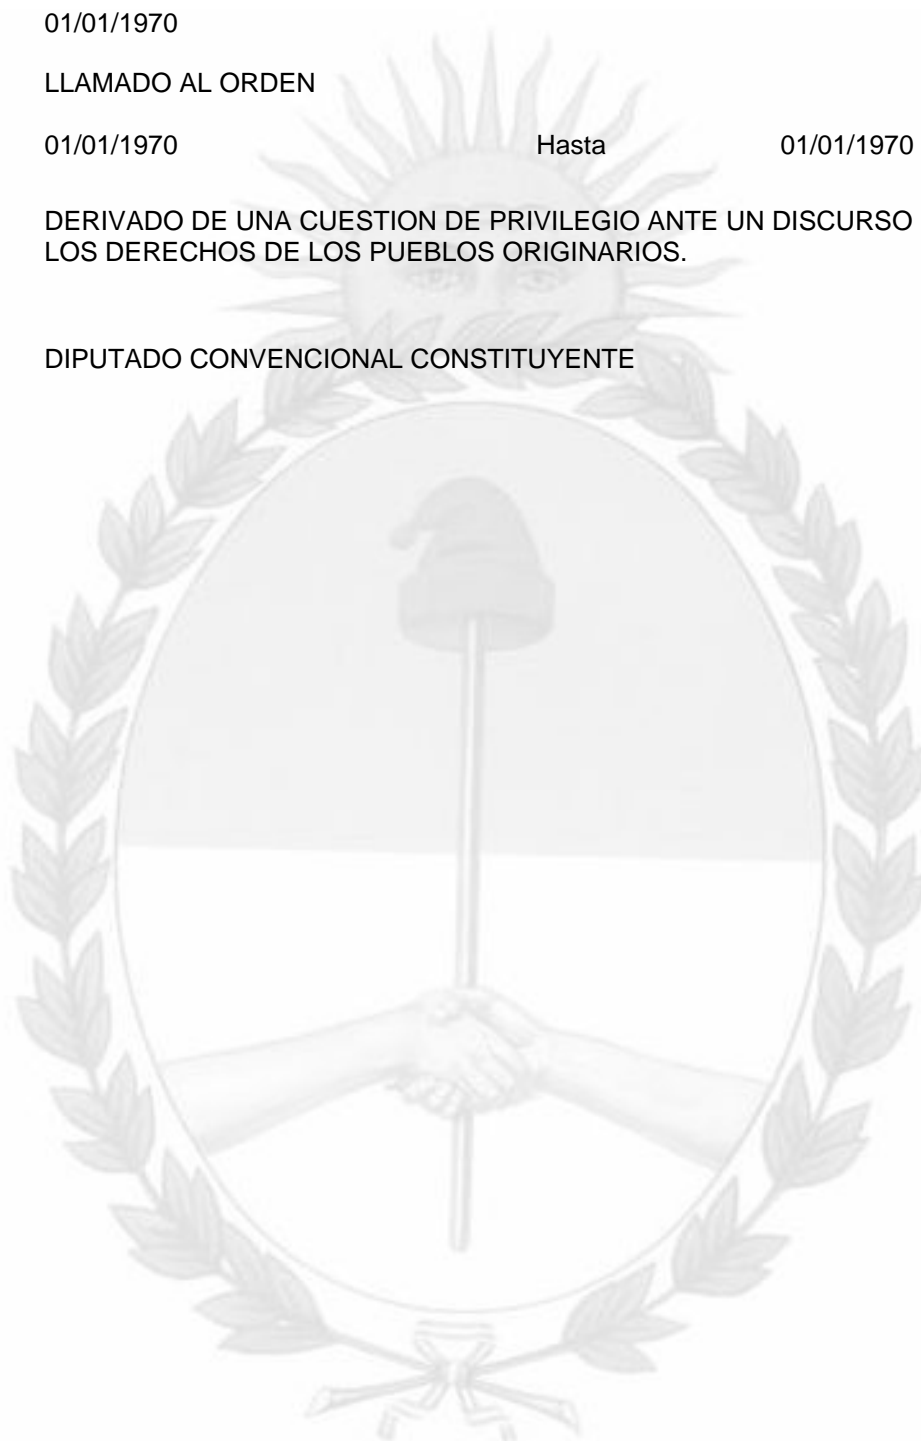 01/01/1970
LLAMADO AL ORDEN
01/01/1970 Hasta 01/01/1970
DERIVADO DE UNA CUESTION DE PRIVILEGIO ANTE UN DISCURSO
LOS DERECHOS DE LOS PUEBLOS ORIGINARIOS.
DIPUTADO CONVENCIONAL CONSTITUYENTE